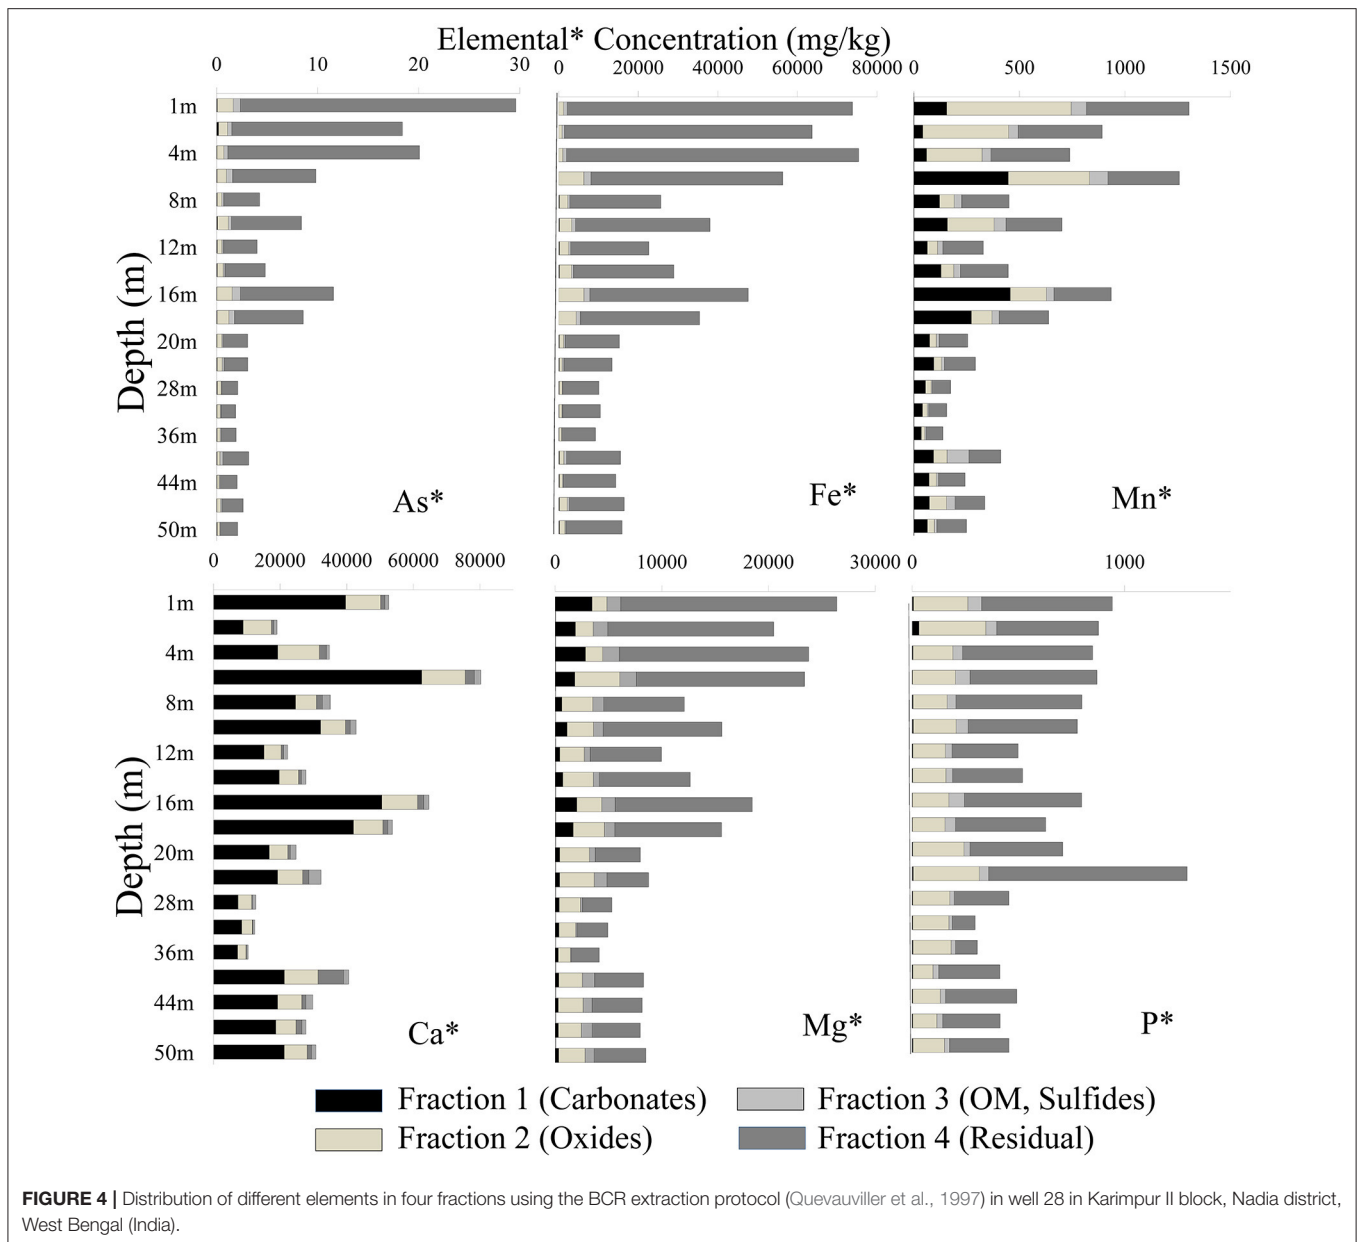 Elemental* Concentration (mg/kg)
0 10 20 30 0 20000 40000 60000 80000 0 500 1000 1500
1m
4m
8m
12m
16m
20m
28m
36m
44m
50m
Depth (m)
As* Fe* Mn*
0 20000 40000 60000 80000 0 10000 20000 30000 0 1000
1m
4m
8m
12m
16m
20m
28m
36m
44m
50m
Depth (m)
Ca* Mg* P*
Fraction 1 (Carbonates) Fraction 3 (OM, Sulfides)
Fraction 2 (Oxides) Fraction 4 (Residual)
FIGURE 4 | Distribution of different elements in four fractions using the BCR extraction protocol (Quevauviller et al., 1997) in well 28 in Karimpur II block, Nadia district,
West Bengal (India).